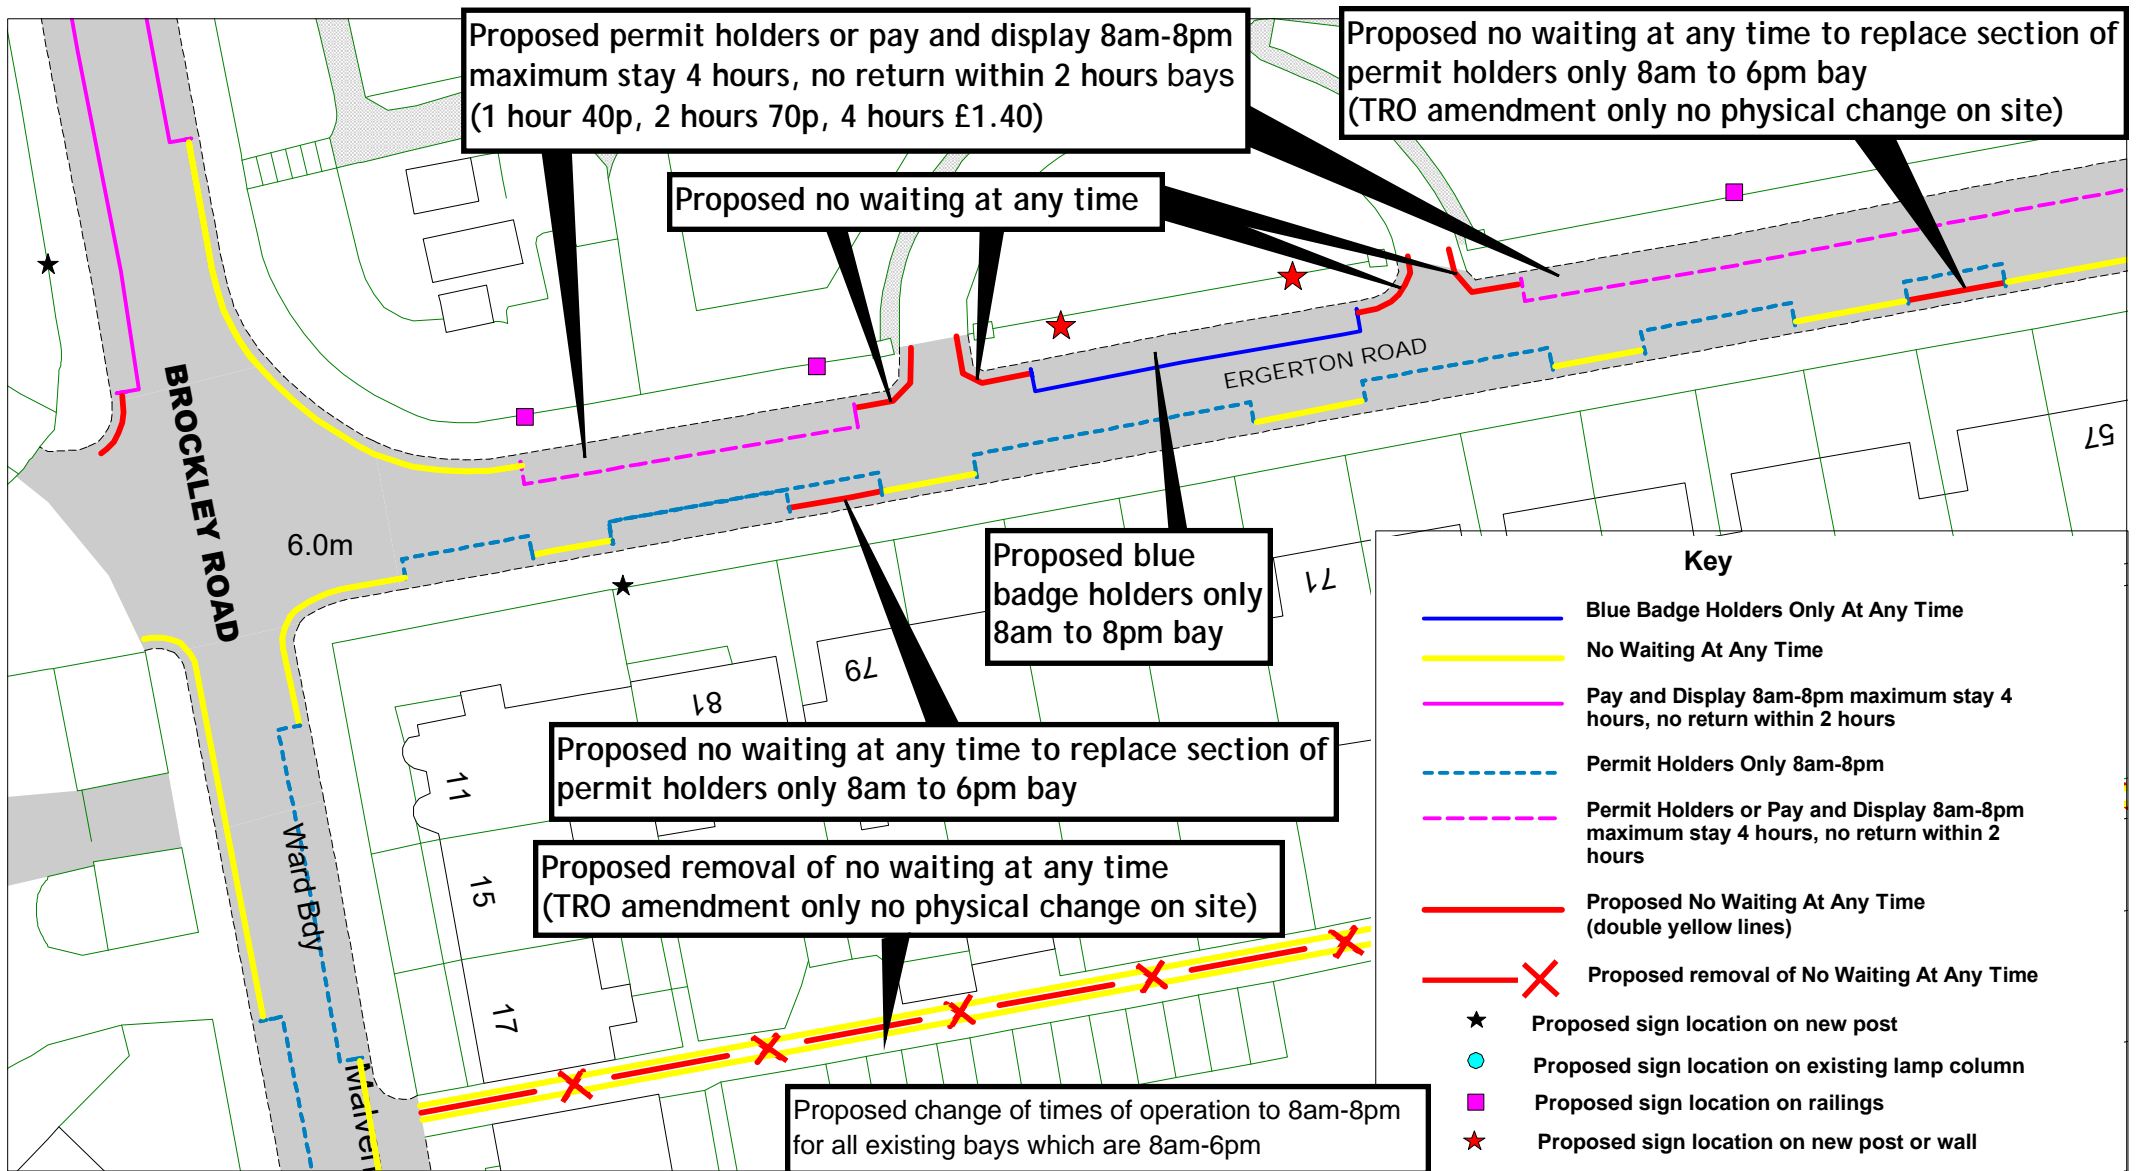 Proposed permit holders or pay and display 8am-8pm
maximum stay 4 hours, no return within 2 hours bays
(1 hour 40p, 2 hours 70p, 4 hours £1.40)
Proposed no waiting at any time to replace section of
permit holders only 8am to 6pm bay
(TRO amendment only no physical change on site)
Proposed no waiting at any time
ERGERTON ROAD
BROCKLEY ROAD
6.0m
57
71
79
81
Proposed blue
badge holders only
8am to 8pm bay
Proposed no waiting at any time to replace section of
permit holders only 8am to 6pm bay
11
15
17
Ward Bdy
Malvern
Proposed removal of no waiting at any time
(TRO amendment only no physical change on site)
Proposed change of times of operation to 8am-8pm
for all existing bays which are 8am-6pm
Key
Blue Badge Holders Only At Any Time
No Waiting At Any Time
Pay and Display 8am-8pm maximum stay 4
hours, no return within 2 hours
Permit Holders Only 8am-8pm
Permit Holders or Pay and Display 8am-8pm
maximum stay 4 hours, no return within 2
hours
Proposed No Waiting At Any Time
(double yellow lines)
Proposed removal of No Waiting At Any Time
Proposed sign location on new post
Proposed sign location on existing lamp column
Proposed sign location on railings
Proposed sign location on new post or wall